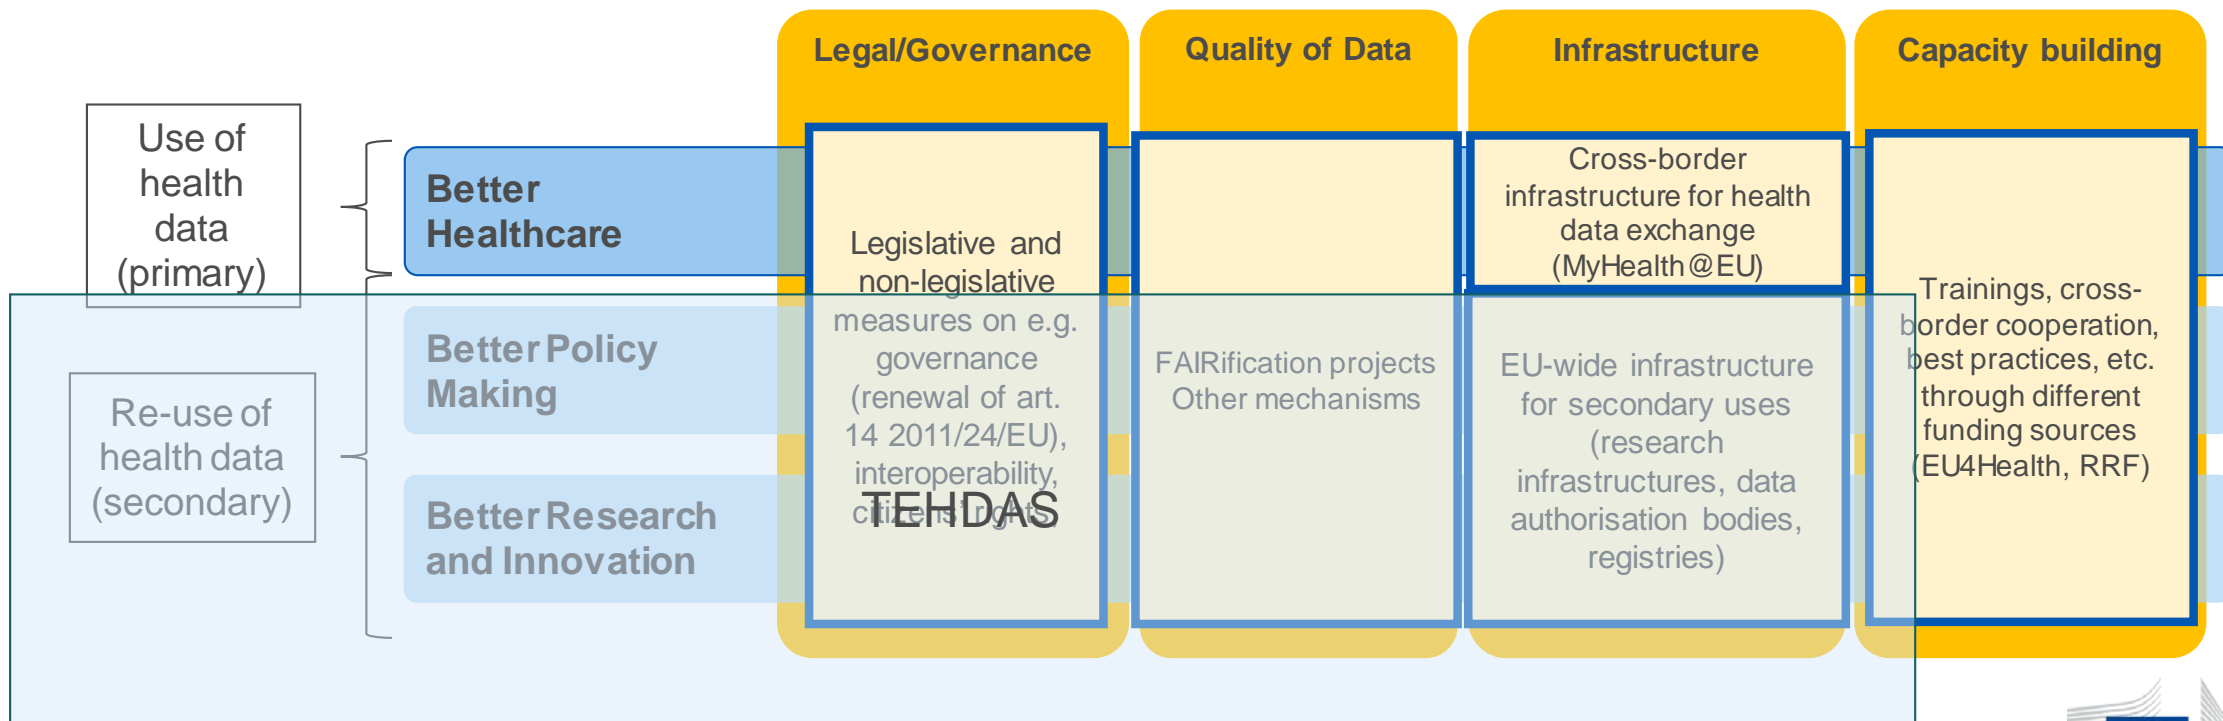 Legal/Governance
Quality of Data
Infrastructure
Capacity building
Use of
health
data
(primary)
Better
Healthcare
Re-use of
health data
(secondary)
Better Policy
Making
Better Research
and Innovation
Legislative and
non-legislative
measures on e.g.
governance
(renewal of art.
14 2011/24/EU),
interoperability,
citizens' rights,
TEHDAS
FAIRification projects
Other mechanisms
Cross-border
infrastructure for health
data exchange
(MyHealth@EU)
EU-wide infrastructure
for secondary uses
(research
infrastructures, data
authorisation bodies,
registries)
Trainings, cross-
border cooperation,
best practices, etc.
through different
funding sources
(EU4Health, RRF)